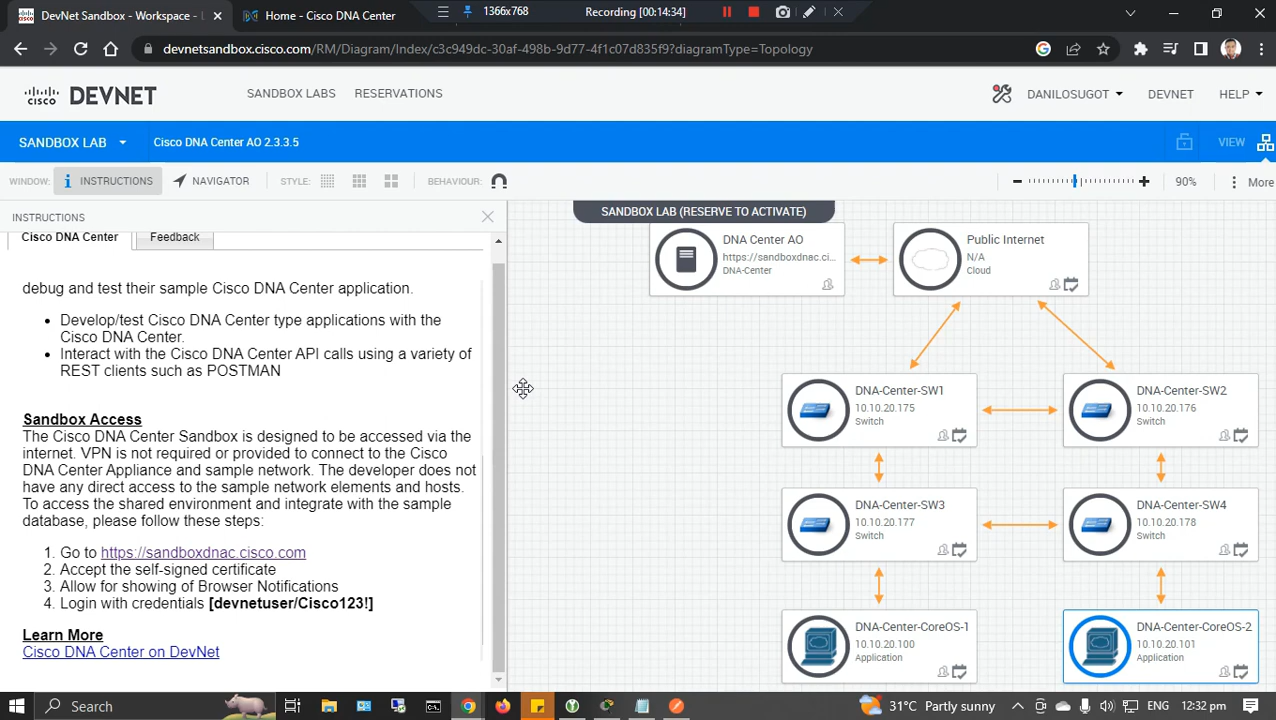 DevNet Sandbox - Workspace -
Home - Cisco DNA Center
1366x768
Recording [00:14:34]
devnetsandbox.cisco.com/RM/Diagram/Index/c3c949dc-30af-498b-9d77-4f1c07d835f9?diagramType=Topology
cisco DEVNET
SANDBOX LABS
RESERVATIONS
DANILOSUGOT
DEVNET
HELP
SANDBOX LAB
Cisco DNA Center AO 2.3.3.5
VIEW
WINDOW:
INSTRUCTIONS
NAVIGATOR
STYLE:
BEHAVIOUR:
90%
More
INSTRUCTIONS
Cisco DNA Center
Feedback
debug and test their sample Cisco DNA Center application.
• Develop/test Cisco DNA Center type applications with the
Cisco DNA Center.
• Interact with the Cisco DNA Center API calls using a variety of
REST clients such as POSTMAN
Sandbox Access
The Cisco DNA Center Sandbox is designed to be accessed via the
internet. VPN is not required or provided to connect to the Cisco
DNA Center Appliance and sample network. The developer does not
have any direct access to the sample network elements and hosts.
To access the shared environment and integrate with the sample
database, please follow these steps:
1. Go to https://sandboxdnac.cisco.com
2. Accept the self-signed certificate
3. Allow for showing of Browser Notifications
4. Login with credentials [devnetuser/Cisco123!]
Learn More
Cisco DNA Center on DevNet
SANDBOX LAB (RESERVE TO ACTIVATE)
DNA Center AO
https://sandboxdnac.ci...
DNA-Center
Public Internet
N/A
Cloud
DNA-Center-SW1
10.10.20.175
Switch
DNA-Center-SW2
10.10.20.176
Switch
DNA-Center-SW3
10.10.20.177
Switch
DNA-Center-SW4
10.10.20.178
Switch
DNA-Center-CoreOS-1
10.10.20.100
Application
DNA-Center-CoreOS-2
10.10.20.101
Application
Search
31°C Partly sunny
ENG
12:32 pm